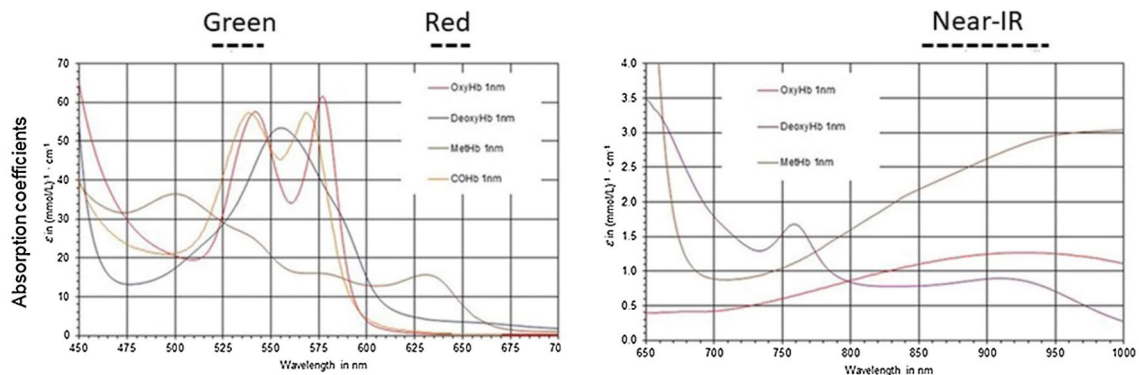 Green
Red
Near-IR
Absorption coefficients
ε in (mmol/L)⁻¹ · cm⁻¹
70
60
50
40
30
20
10
0
450
475
500
525
550
575
600
625
650
675
70
Wavelength in nm
OxyHb 1nm
DeoxyHb 1nm
MetHb 1nm
COHb 1nm
ε in (mmol/L)⁻¹ · cm⁻¹
4.0
3.5
3.0
2.5
2.0
1.5
1.0
0.5
0.0
650
700
750
800
850
900
950
1000
Wavelength in nm
OxyHb 1nm
DeoxyHb 1nm
MetHb 1nm